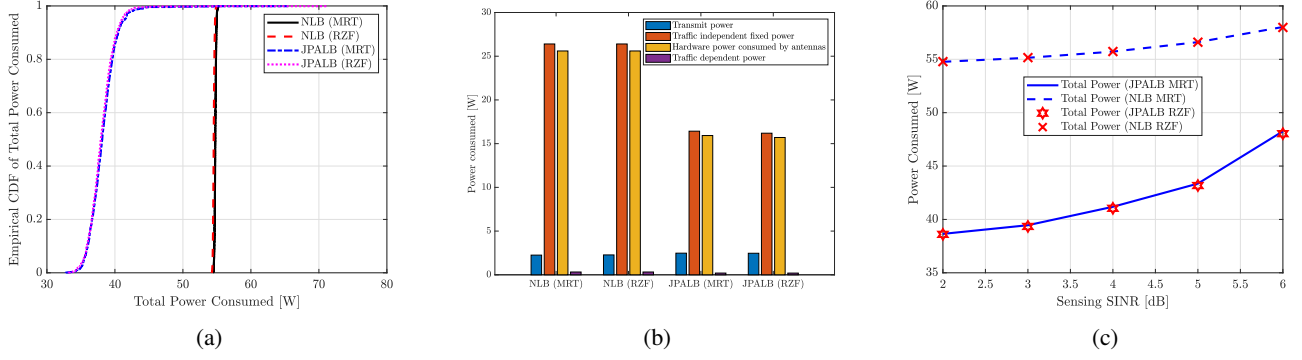 Empirical CDF of Total Power Consumed
1
0.8
0.6
0.4
0.2
0
30
40
50
60
70
80
Total Power Consumed [W]
NLB (MRT)
NLB (RZF)
JPALB (MRT)
JPALB (RZF)
(a)
Power consumed [W]
30
25
20
15
10
5
0
Transmit power
Traffic independent fixed power
Hardware power consumed by antennas
Traffic dependent power
NLB (MRT)
NLB (RZF)
JPALB (MRT)
JPALB (RZF)
(b)
Power Consumed [W]
60
55
50
45
40
35
Total Power (JPALB MRT)
Total Power (NLB MRT)
Total Power (JPALB RZF)
Total Power (NLB RZF)
2
2.5
3
3.5
4
4.5
5
5.5
6
Sensing SINR [dB]
(c)